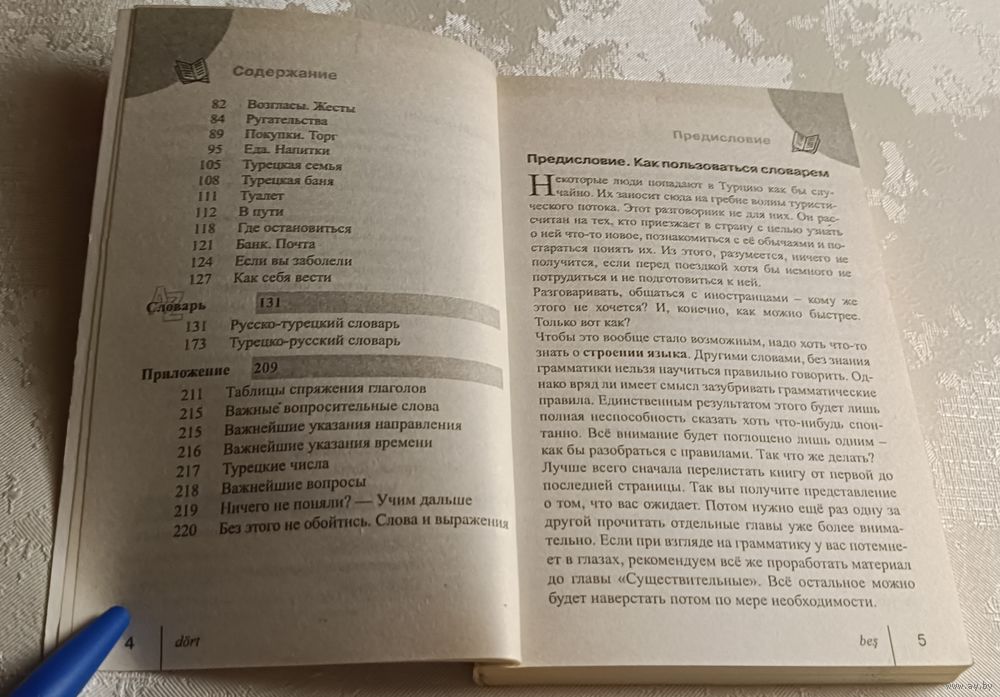 Содержание
82 Возгласы. Жесты
84 Ругательства
89 Покупки. Торг
95 Еда. Напитки
105 Турецкая семья
108 Турецкая баня
111 Туалет
112 В пути
118 Где остановиться
121 Банк. Почта
124 Если вы заболели
127 Как себя вести
AZ
Словарь 131
131 Русско-турецкий словарь
173 Турецко-русский словарь
Приложение 209
211 Таблицы спряжения глаголов
215 Важные вопросительные слова
215 Важнейшие указания направления
216 Важнейшие указания времени
217 Турецкие числа
218 Важнейшие вопросы
219 Ничего не поняли? — Учим дальше
220 Без этого не обойтись. Слова и выражения
4 dört
Предисловие
Предисловие. Как пользоваться словарем
Некоторые люди попадают в Турцию как бы слу-
чайно. Их заносит сюда на гребне волны туристи-
ческого потока. Этот разговорник не для них. Он рас-
считан на тех, кто приезжает в страну с целью узнать
о ней что-то новое, познакомиться с её обычаями и по-
стараться понять их. Из этого, разумеется, ничего не
получится, если перед поездкой хотя бы немного не
потрудиться и не подготовиться к ней.
Разговаривать, общаться с иностранцами – кому же
этого не хочется? И, конечно, как можно быстрее.
Только вот как?
Чтобы это вообще стало возможным, надо хоть что-то
знать о строении языка. Другими словами, без знания
грамматики нельзя научиться правильно говорить. Од-
нако вряд ли имеет смысл зазубривать грамматические
правила. Единственным результатом этого будет лишь
полная неспособность сказать хоть что-нибудь спон-
танно. Всё внимание будет поглощено лишь одним –
как бы разобраться с правилами. Так что же делать?
Лучше всего сначала перелистать книгу от первой до
последней страницы. Так вы получите представление
о том, что вас ожидает. Потом нужно ещё раз одну за
другой прочитать отдельные главы уже более внима-
тельно. Если при взгляде на грамматику у вас потемне-
ет в глазах, рекомендуем всё же проработать материал
до главы «Существительные». Всё остальное можно
будет наверстать потом по мере необходимости.
beş 5
www.ay.by